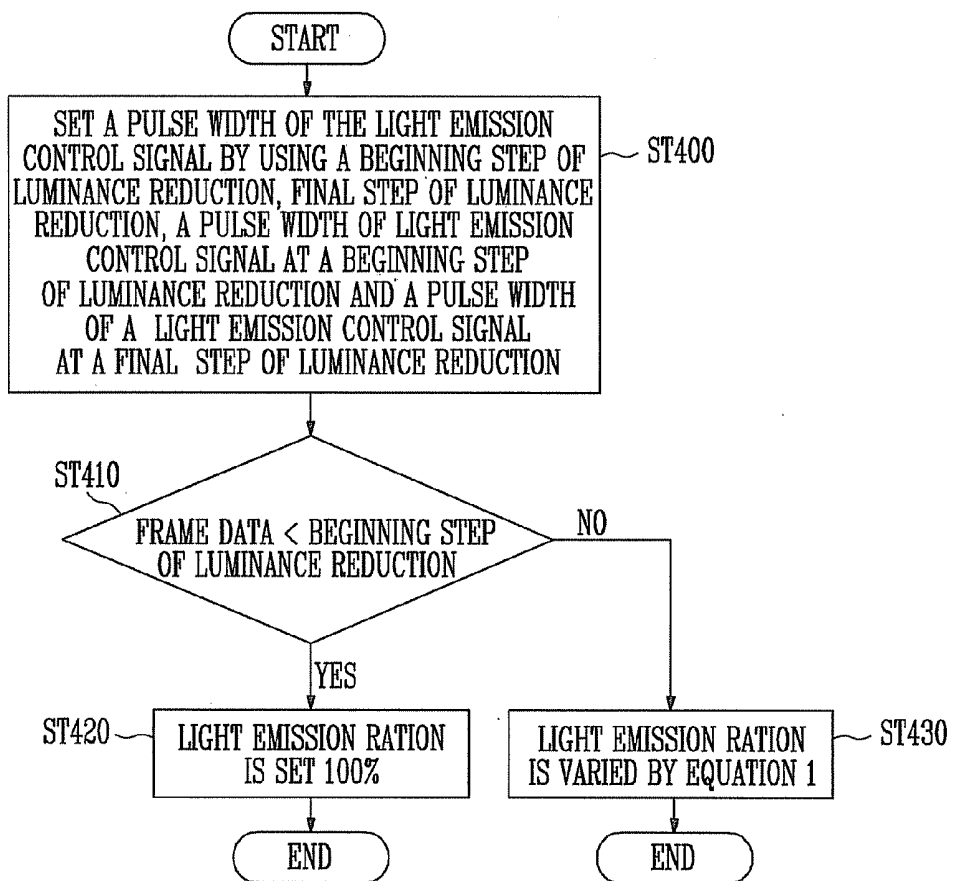 START
SET A PULSE WIDTH OF THE LIGHT EMISSION
CONTROL SIGNAL BY USING A BEGINNING STEP OF
LUMINANCE REDUCTION, FINAL STEP OF LUMINANCE
REDUCTION, A PULSE WIDTH OF LIGHT EMISSION
CONTROL SIGNAL AT A BEGINNING STEP
OF LUMINANCE REDUCTION AND A PULSE WIDTH
OF A LIGHT EMISSION CONTROL SIGNAL
AT A FINAL STEP OF LUMINANCE REDUCTION
ST400
ST410
FRAME DATA < BEGINNING STEP
OF LUMINANCE REDUCTION
NO
YES
ST420
LIGHT EMISSION RATION
IS SET 100%
LIGHT EMISSION RATION
IS VARIED BY EQUATION 1
ST430
END
END